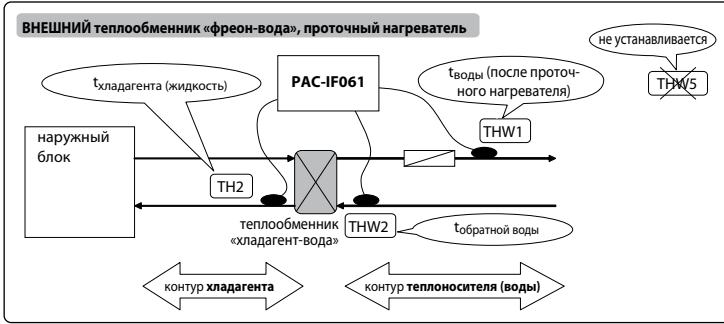 ВНЕШНИЙ теплообменник «фреон-вода», проточный нагреватель
не устанавливается
THW5
tхладагента (жидкость)
PAC-IF061
tводы (после проточ-
ного нагревателя)
THW1
наружный
блок
TH2
теплообменник
«хладагент-вода»
THW2
tобратной воды
контур хладагента
контур теплоносителя (воды)